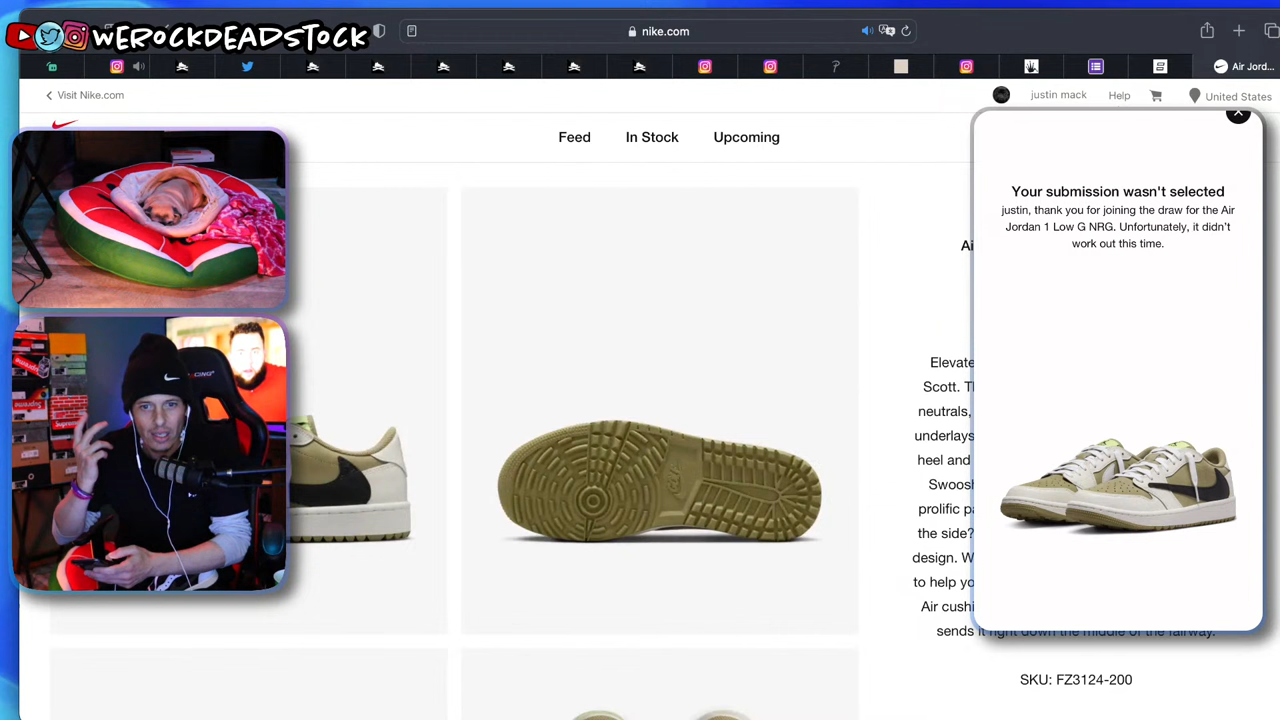 WEROCKDEADSTOCK
nike.com
Air Jord...
Visit Nike.com
justin mack
Help
United States
Feed
In Stock
Upcoming
Your submission wasn't selected
justin, thank you for joining the draw for the Air
Jordan 1 Low G NRG. Unfortunately, it didn't
work out this time.
Ai
Elevate
Scott. T
neutrals,
underlays
heel and
Swoosh
prolific pa
the side?
design. W
to help yo
Air cushi
sends it right down the middle of the fairway.
SKU: FZ3124-200